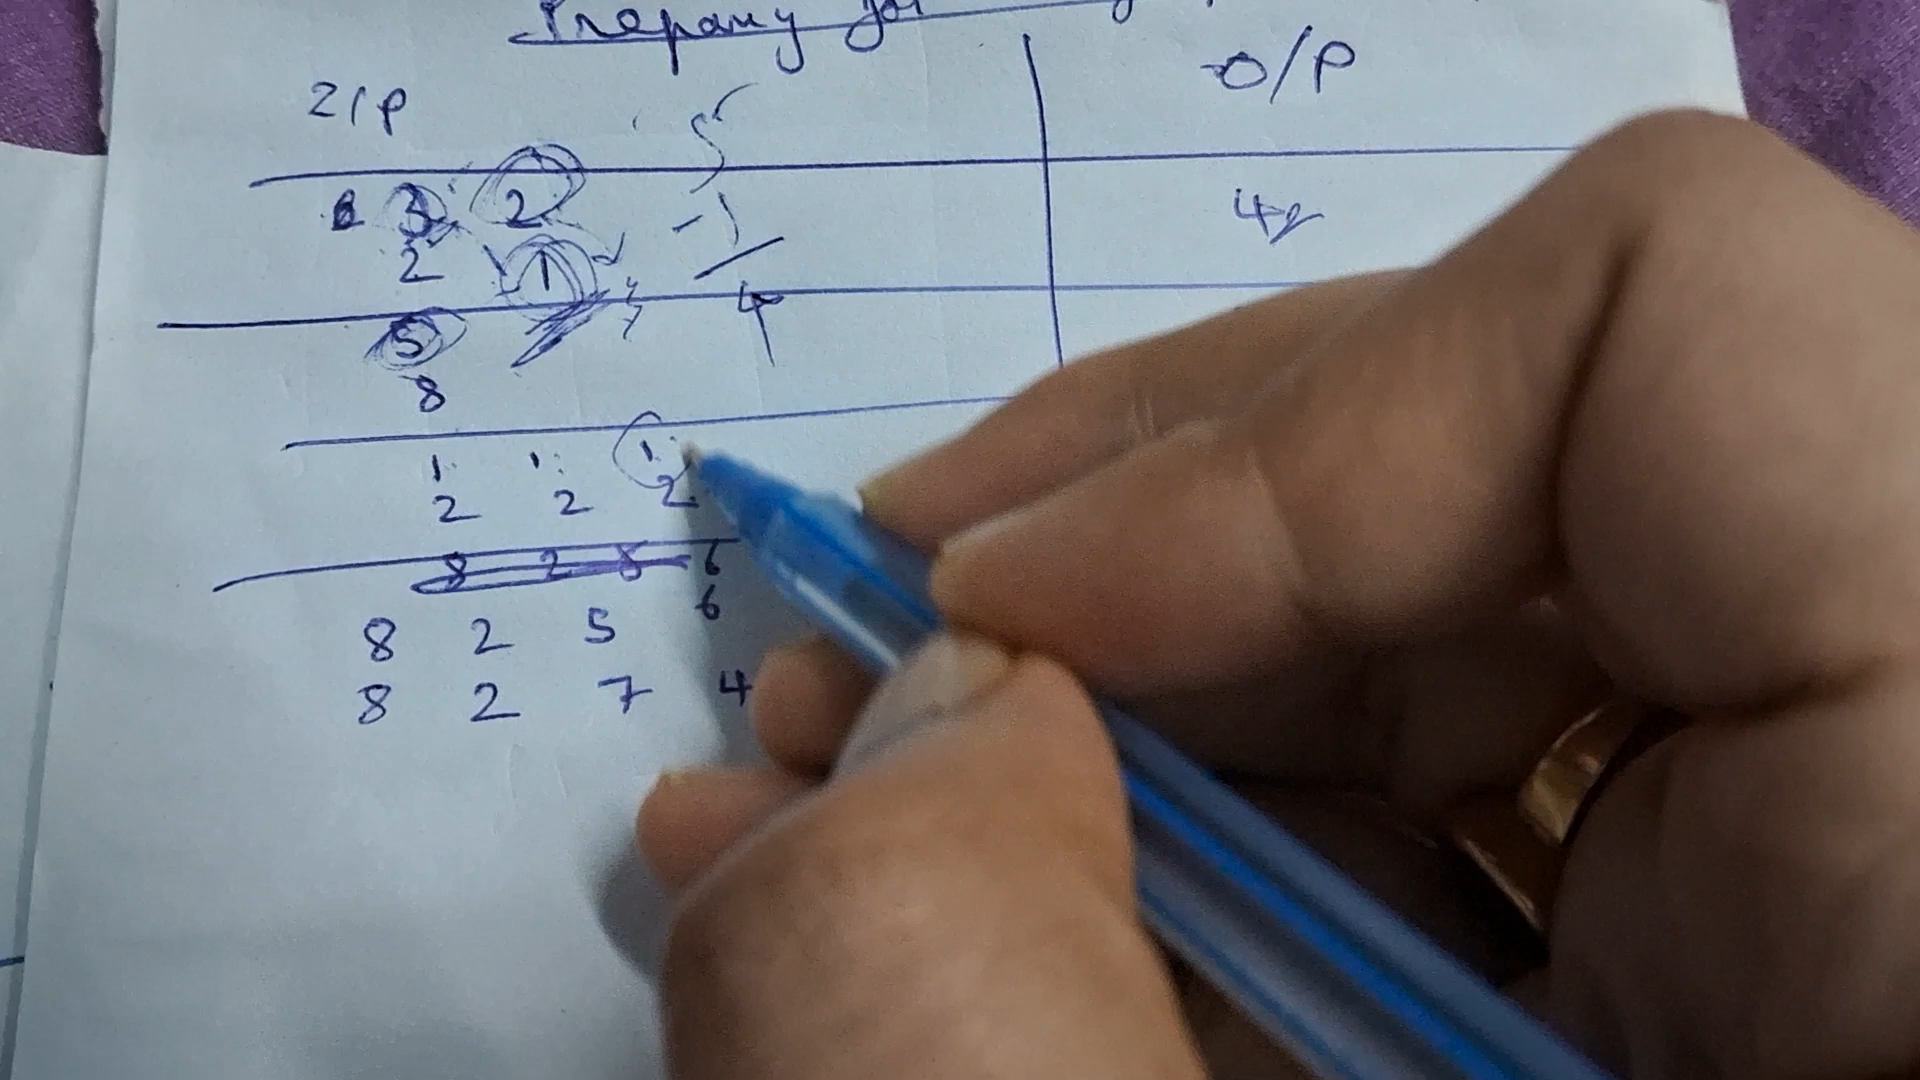 Preparing for
I/P O/P
3 2 5
2 1 -1 42
5 4
8
1 1 1
2 2 2
8 2 8 6
6
8 2 5
8 2 7 4